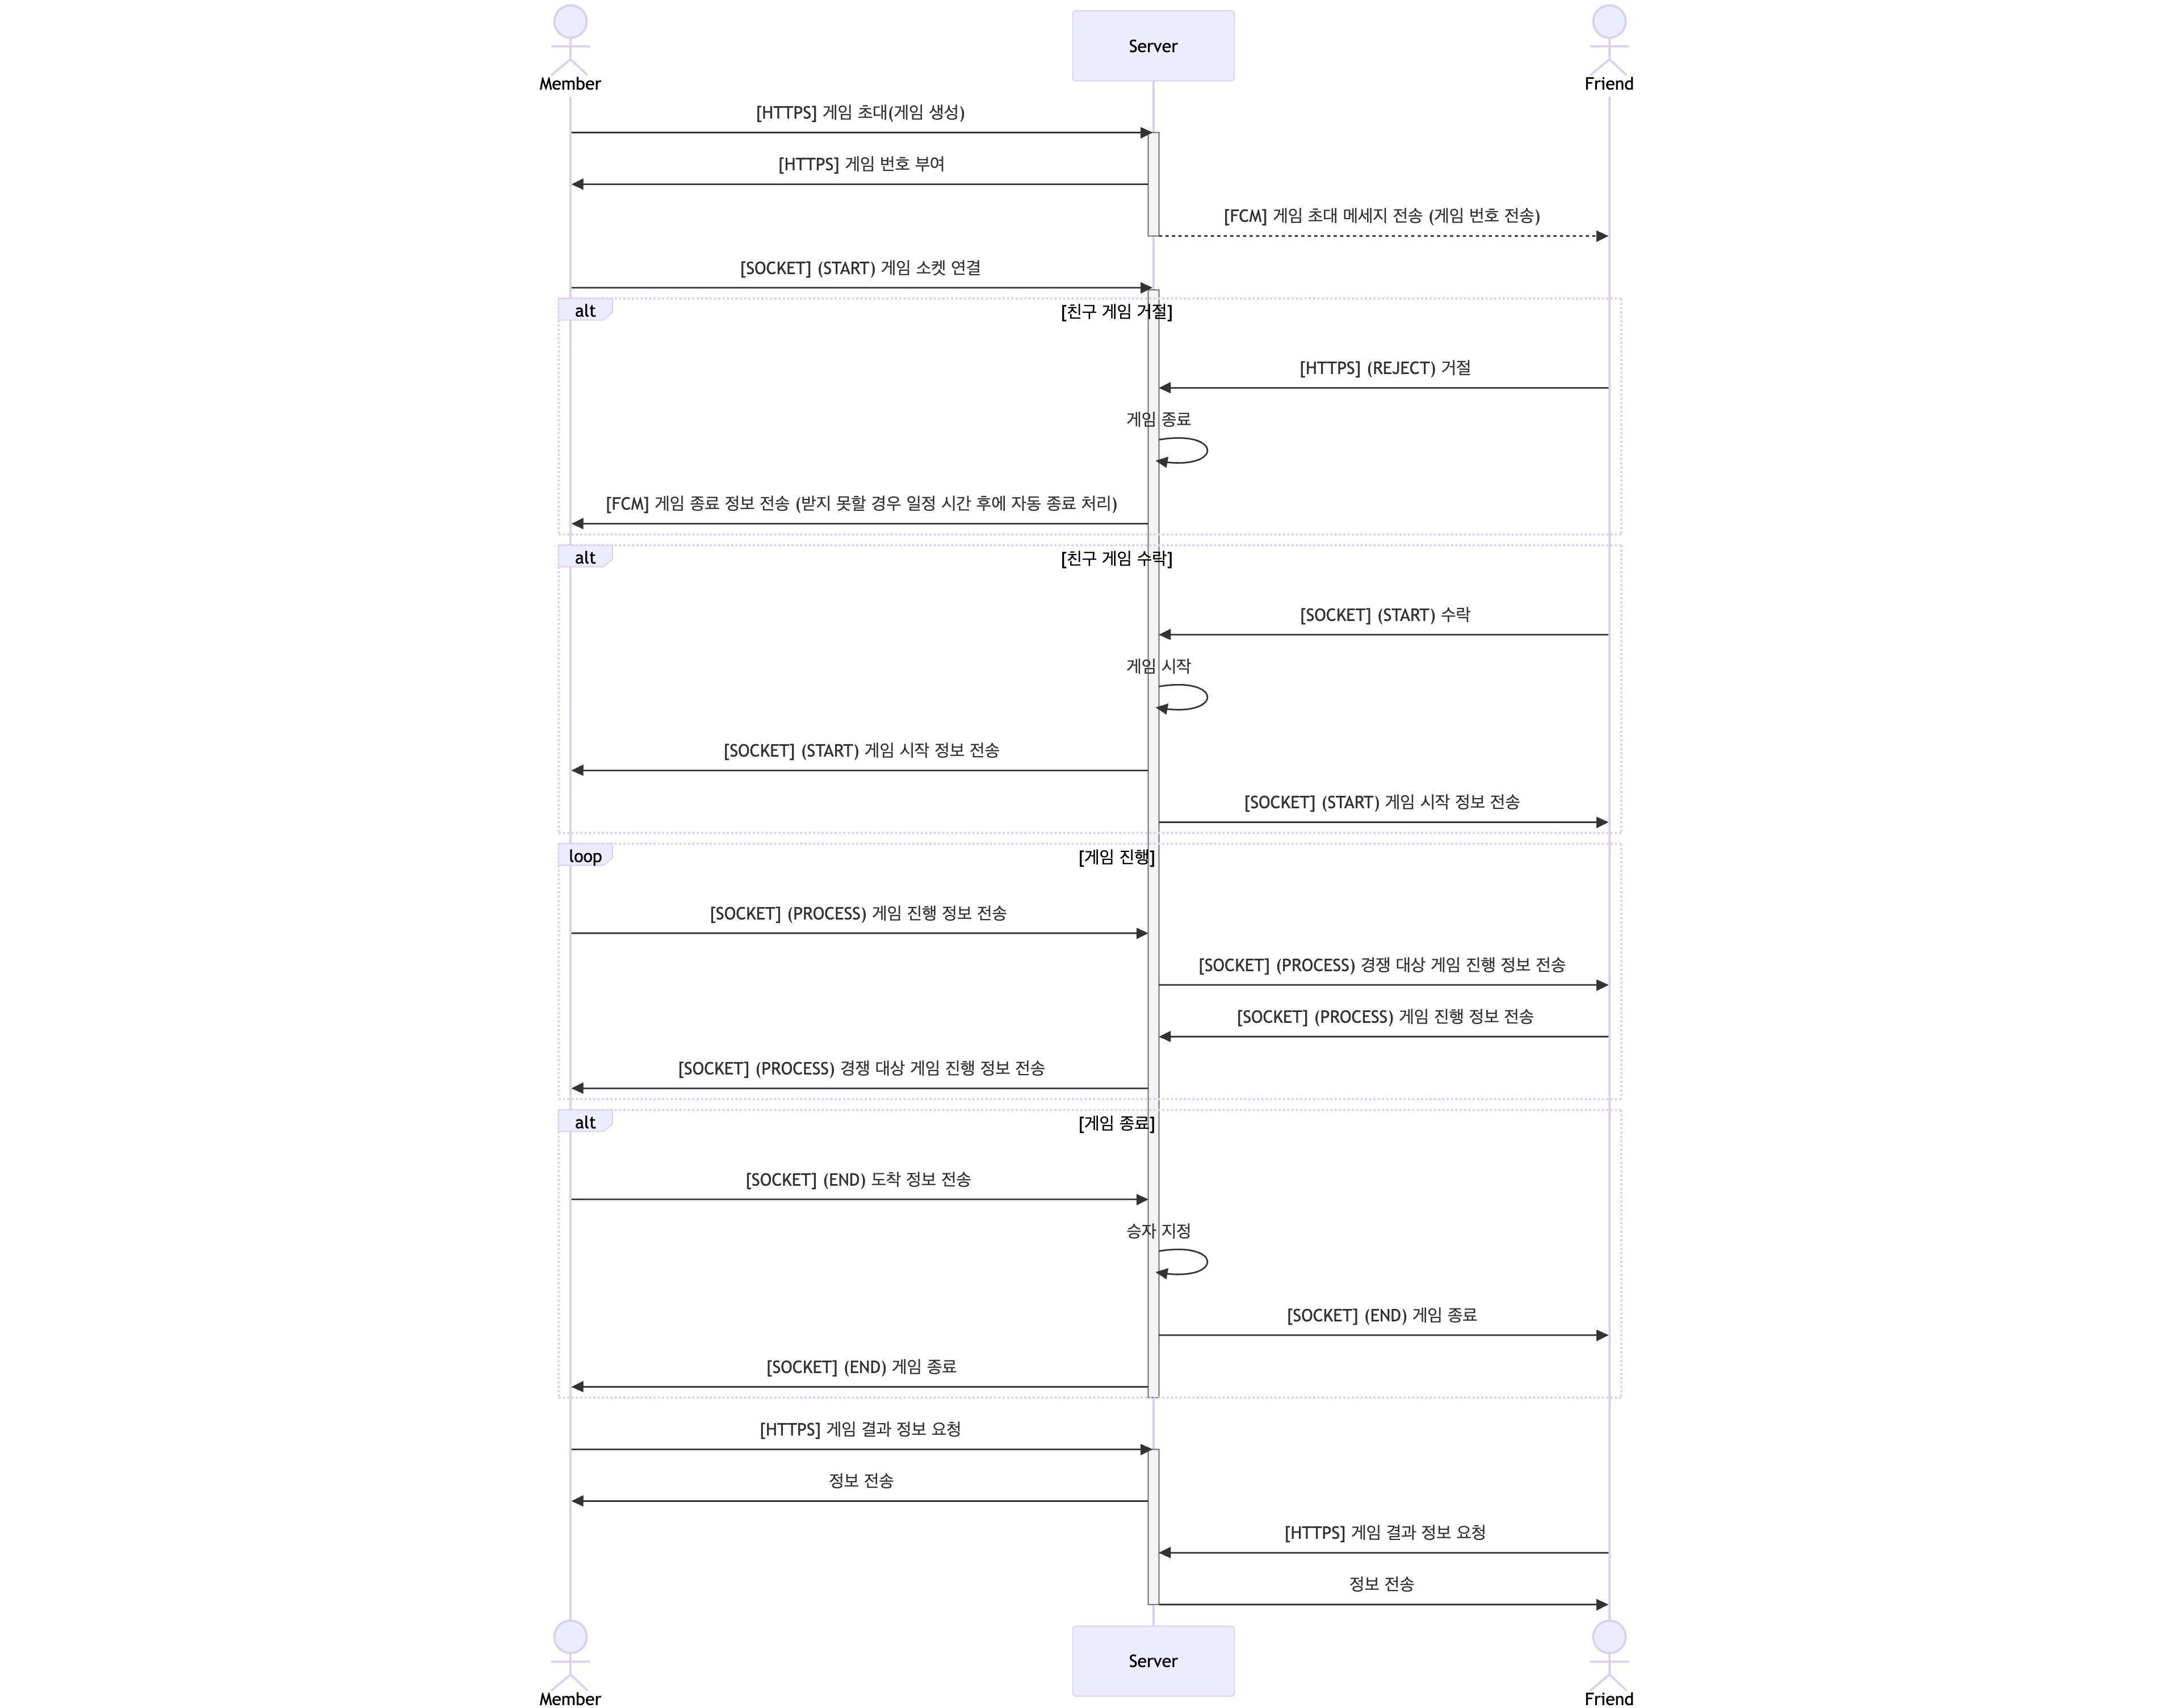 Member
Server
Friend
[HTTPS] 게임 초대(게임 생성)
[HTTPS] 게임 번호 부여
[FCM] 게임 초대 메세지 전송 (게임 번호 전송)
[SOCKET] (START) 게임 소켓 연결
alt
[친구 게임 거절]
[HTTPS] (REJECT) 거절
게임 종료
[FCM] 게임 종료 정보 전송 (받지 못할 경우 일정 시간 후에 자동 종료 처리)
alt
[친구 게임 수락]
[SOCKET] (START) 수락
게임 시작
[SOCKET] (START) 게임 시작 정보 전송
[SOCKET] (START) 게임 시작 정보 전송
loop
[게임 진행]
[SOCKET] (PROCESS) 게임 진행 정보 전송
[SOCKET] (PROCESS) 경쟁 대상 게임 진행 정보 전송
[SOCKET] (PROCESS) 게임 진행 정보 전송
[SOCKET] (PROCESS) 경쟁 대상 게임 진행 정보 전송
alt
[게임 종료]
[SOCKET] (END) 도착 정보 전송
승자 지정
[SOCKET] (END) 게임 종료
[SOCKET] (END) 게임 종료
[HTTPS] 게임 결과 정보 요청
정보 전송
[HTTPS] 게임 결과 정보 요청
정보 전송
Member
Server
Friend